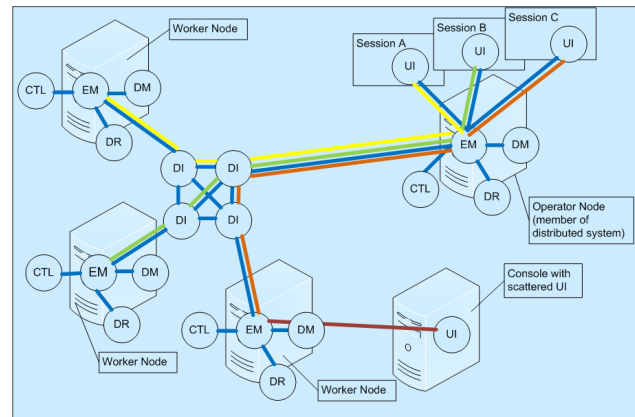 Worker Node
Session A
Session B
Session C
UI
UI
UI
CTL
EM
DM
DR
EM
DM
CTL
DR
DI
DI
DI
DI
Operator Node
(member of
distributed system)
CTL
EM
DM
DR
Worker Node
CTL
EM
DM
DR
Worker Node
UI
Console with
scattered UI